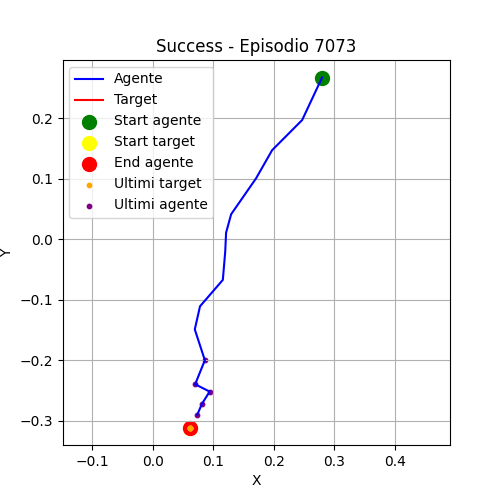 Success - Episodio 7073
Agente
Target
Start agente
Start target
End agente
Ultimi target
Ultimi agente
0.2
0.1
0.0
−0.1
−0.2
−0.3
Y
−0.1
0.0
0.1
0.2
0.3
0.4
X